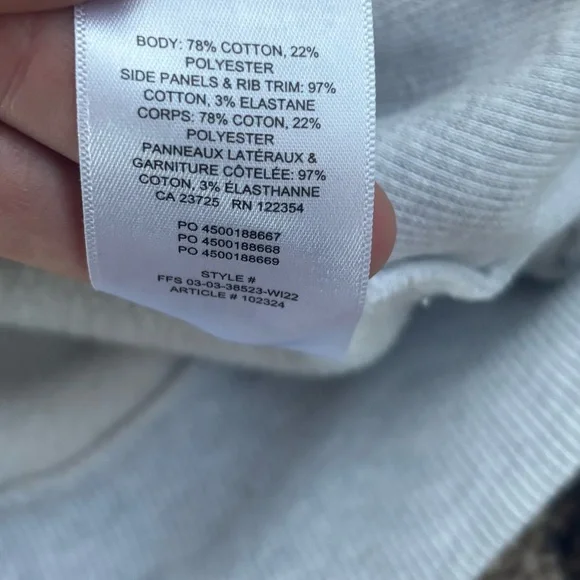 BODY: 78% COTTON, 22%
POLYESTER
SIDE PANELS & RIB TRIM: 97%
COTTON, 3% ELASTANE
CORPS: 78% COTON, 22%
POLYESTER
PANNEAUX LATÉRAUX &
GARNITURE CÔTELÉE: 97%
COTON, 3% ÉLASTHANNE
CA 23725 RN 122354
PO 4500188667
PO 4500188668
PO 4500188669
STYLE #
FFS 03-03-38523-WI22
ARTICLE # 102324